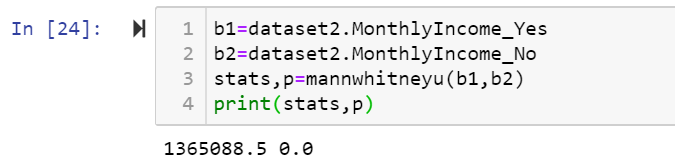 In [24]:
1 b1=dataset2.MonthlyIncome_Yes
2 b2=dataset2.MonthlyIncome_No
3 stats,p=mannwhitneyu(b1,b2)
4 print(stats,p)
1365088.5 0.0